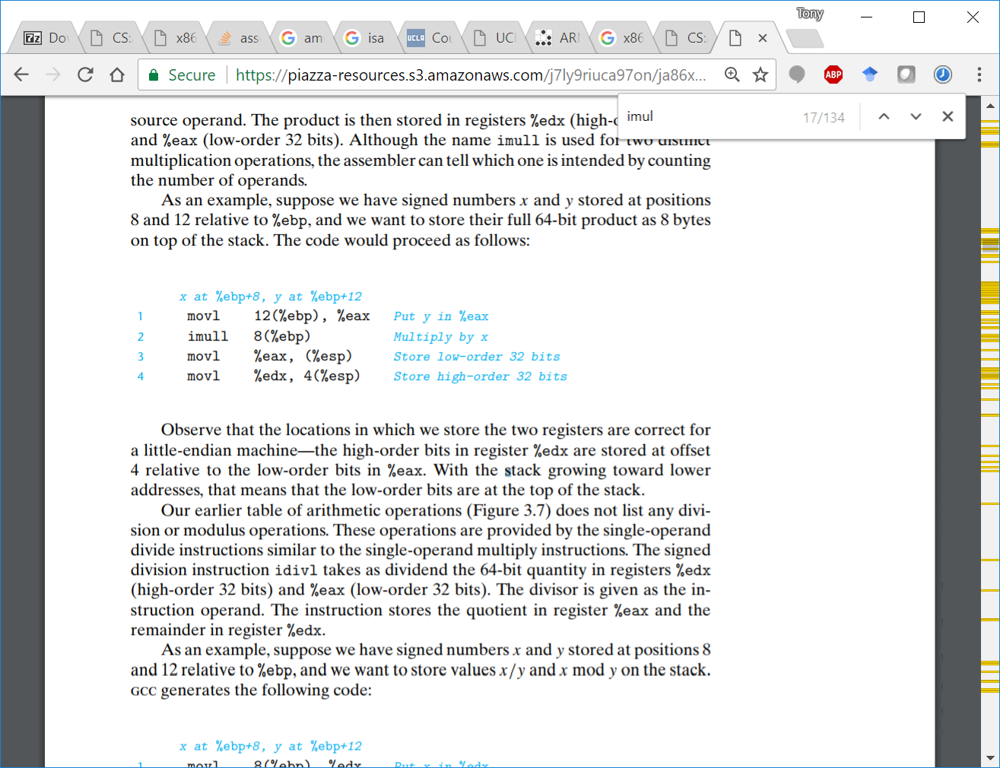 Tony
Do
CS:
x86
ass
am
isa
UCLA Cou
UC
ARM
x86
CS:
Secure https://piazza-resources.s3.amazonaws.com/j7ly9riuca97on/ja86x...
ABP
imul 17/134
source operand. The product is then stored in registers %edx (high-o
and %eax (low-order 32 bits). Although the name imull is used for two distinct
multiplication operations, the assembler can tell which one is intended by counting
the number of operands.
As an example, suppose we have signed numbers x and y stored at positions
8 and 12 relative to %ebp, and we want to store their full 64-bit product as 8 bytes
on top of the stack. The code would proceed as follows:
x at %ebp+8, y at %ebp+12
1 movl 12(%ebp), %eax Put y in %eax
2 imull 8(%ebp) Multiply by x
3 movl %eax, (%esp) Store low-order 32 bits
4 movl %edx, 4(%esp) Store high-order 32 bits
Observe that the locations in which we store the two registers are correct for
a little-endian machine—the high-order bits in register %edx are stored at offset
4 relative to the low-order bits in %eax. With the stack growing toward lower
addresses, that means that the low-order bits are at the top of the stack.
Our earlier table of arithmetic operations (Figure 3.7) does not list any divi-
sion or modulus operations. These operations are provided by the single-operand
divide instructions similar to the single-operand multiply instructions. The signed
division instruction idivl takes as dividend the 64-bit quantity in registers %edx
(high-order 32 bits) and %eax (low-order 32 bits). The divisor is given as the in-
struction operand. The instruction stores the quotient in register %eax and the
remainder in register %edx.
As an example, suppose we have signed numbers x and y stored at positions 8
and 12 relative to %ebp, and we want to store values x/y and x mod y on the stack.
GCC generates the following code:
x at %ebp+8, y at %ebp+12
1 movl 8(%ebp), %edx Put x in %edx